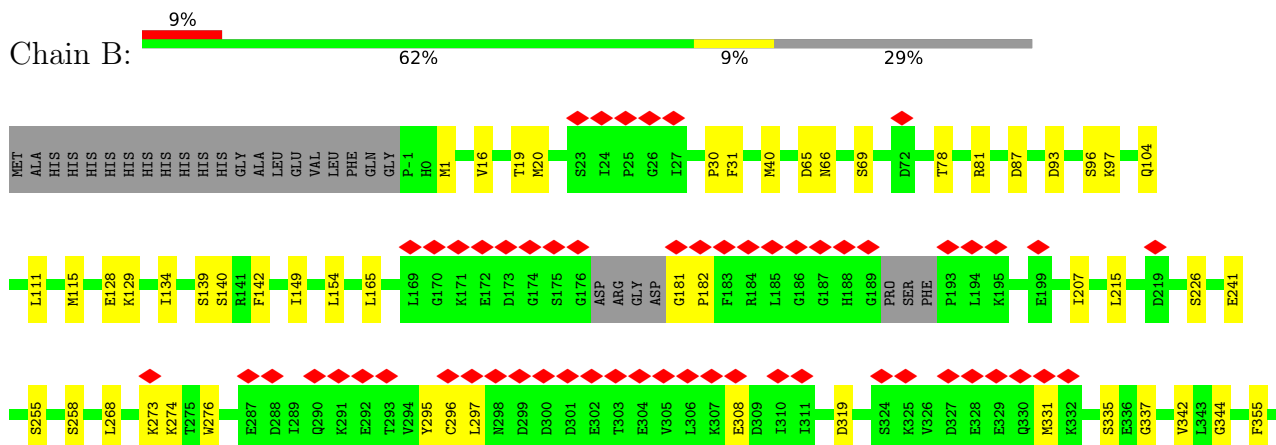 9%
Chain B:
62% 9% 29%
MET ALA HIS HIS HIS HIS HIS HIS HIS HIS HIS HIS GLY ALA LEU GLU VAL LEU PHE GLN GLY P-1 H0 M1 V16 T19 M20 S23 I24 P25 G26 I27 P30 F31 M40 D65 N66 S69 D72 T78 R81 D87 D93 S96 K97 Q104
L111 M115 E128 K129 I134 S139 S140 R141 F142 I149 L154 L165 L169 G170 K171 E172 D173 G174 S175 G176 ASP ARG GLY ASP G181 P182 F183 R184 L185 G186 G187 H188 G189 PRO SER PHE P193 L194 K195 E199 I207 L215 D219 S226 E241
S255 S258 L268 K273 K274 T275 W276 E287 D288 I289 Q290 K291 E292 T293 V294 Y295 C296 L297 N298 D299 D300 D301 E302 T303 E304 V305 L306 K307 E308 D309 I310 I311 D319 S324 K325 V326 D327 E328 E329 Q330 M331 K332 S335 E336 G337 V342 L343 G344 F355